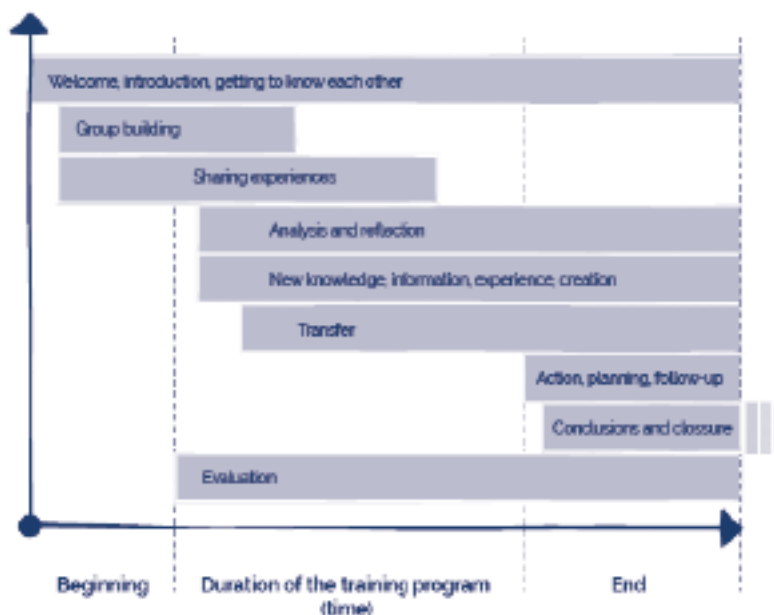 Welcome, introduction, getting to know each other
Group building
Sharing experiences
Analysis and reflection
New knowledge, information, experience, creation
Transfer
Action, planning, follow-up
Conclusions and clossure
Evaluation
Beginning
Duration of the training program
(time)
End